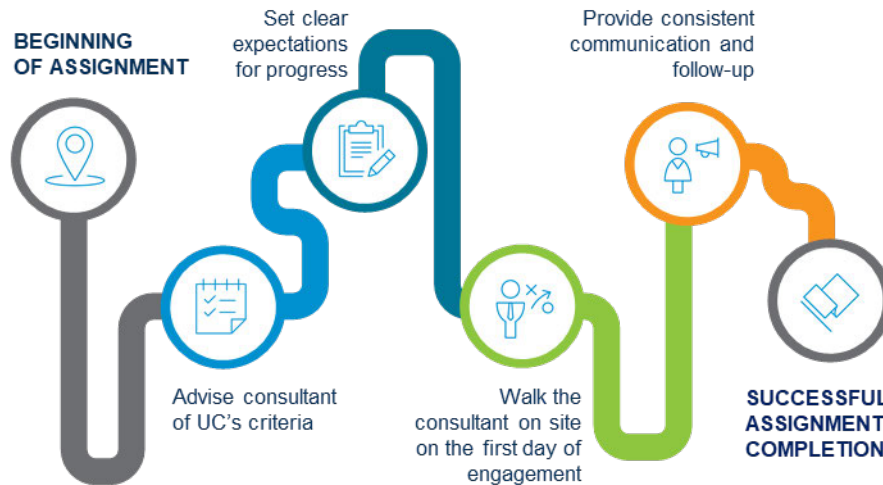 BEGINNING
OF ASSIGNMENT
Advise consultant
of UC's criteria
Set clear
expectations
for progress
Walk the
consultant on site
on the first day of
engagement
Provide consistent
communication and
follow-up
SUCCESSFUL
ASSIGNMENT
COMPLETION